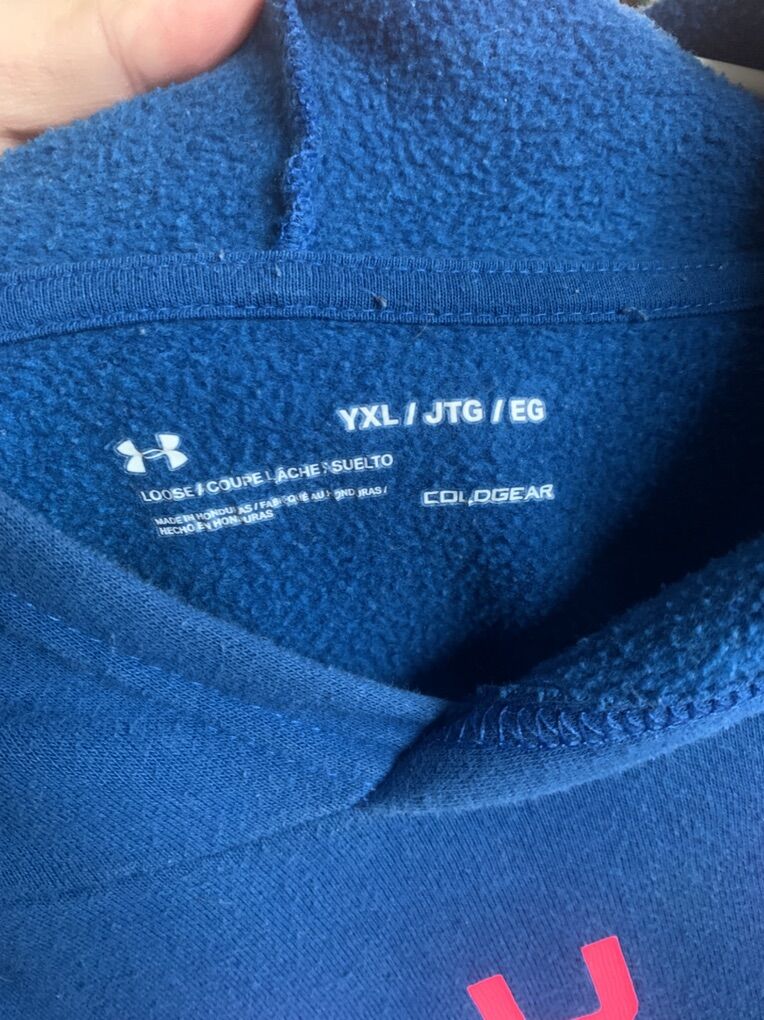 YXL / JTG / EG
LOOSE / COUPE LÂCHE / SUELTO
COLDGEAR
MADE IN HONDURAS / FABRIQUÉ AU HONDURAS /
HECHO EN HONDURAS